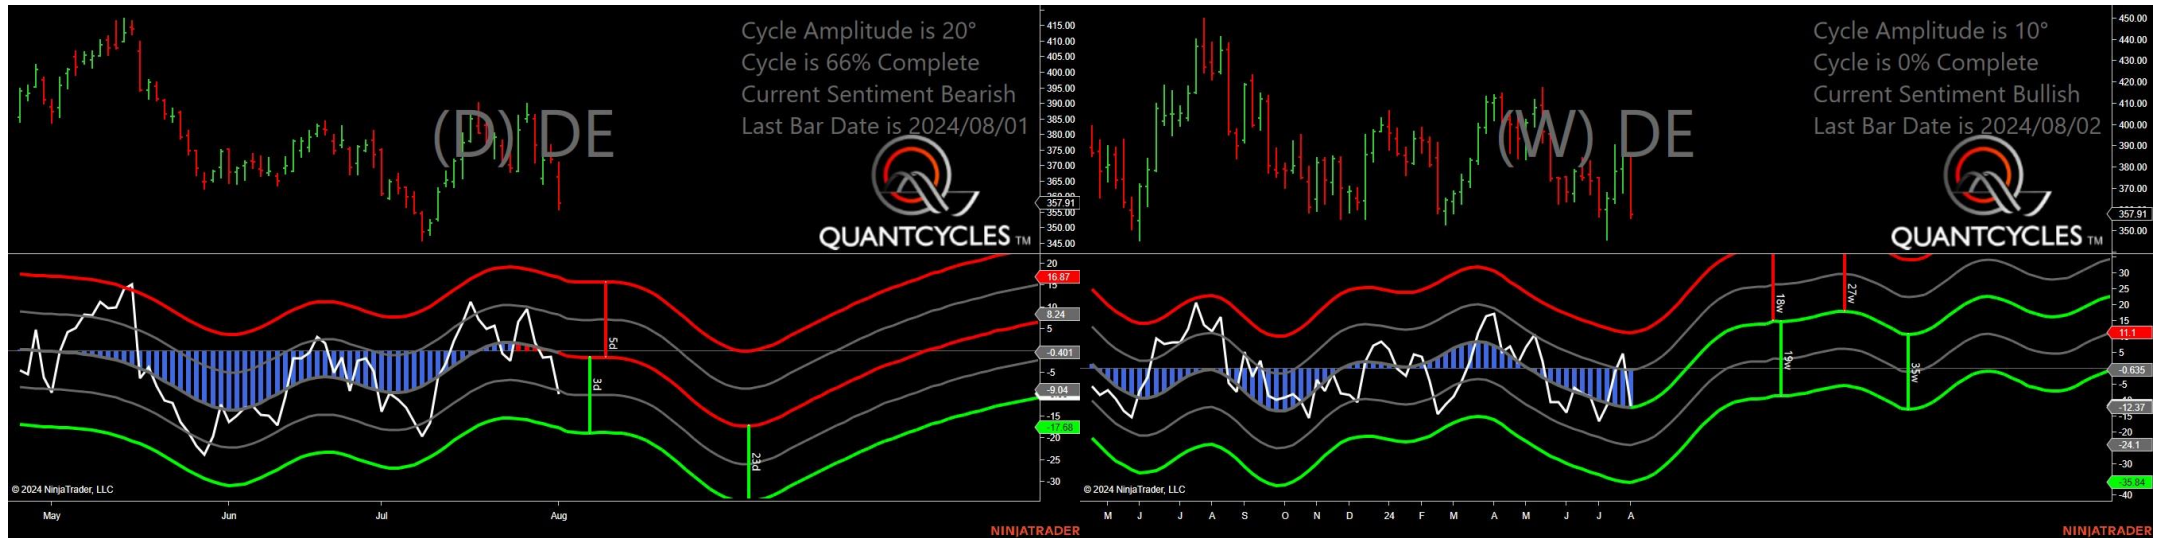 Cycle Amplitude is 20°
Cycle is 66% Complete
Current Sentiment Bearish
Last Bar Date is 2024/08/01
(D) DE
QUANTCYCLES TM
415.00
410.00
405.00
400.00
395.00
390.00
385.00
380.00
375.00
370.00
365.00
357.91
355.00
350.00
345.00
20
16.87
15
10
8.24
5
-0.401
-5
-9.04
-15
-17.68
-20
-25
-30
5d
3d
23d
© 2024 NinjaTrader, LLC
May Jun Jul Aug
NINJATRADER
Cycle Amplitude is 10°
Cycle is 0% Complete
Current Sentiment Bullish
Last Bar Date is 2024/08/02
(W) DE
QUANTCYCLES TM
450.00
440.00
430.00
420.00
410.00
400.00
390.00
380.00
370.00
357.91
350.00
30
25
20
15
11.1
5
-0.635
-5
-12.37
-15
-20
-24.1
-30
-35.84
-40
18w
27w
19w
35w
© 2024 NinjaTrader, LLC
M J J A S O N D 24 F M A M J J A
NINJATRADER